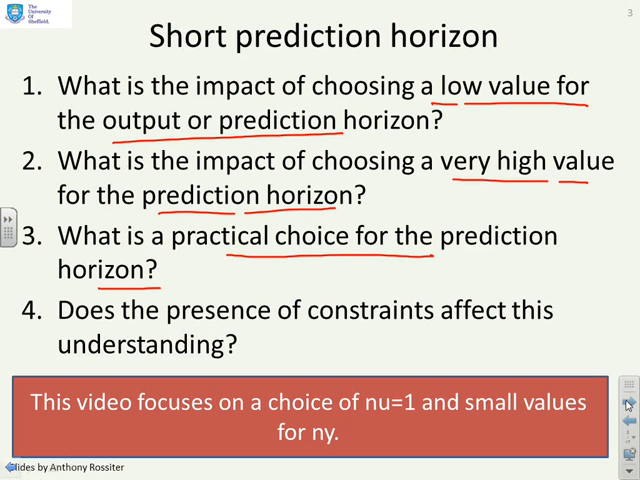 The
University
Of
Sheffield.
3
Short prediction horizon
1. What is the impact of choosing a low value for
the output or prediction horizon?
2. What is the impact of choosing a very high value
for the prediction horizon?
3. What is a practical choice for the prediction
horizon?
4. Does the presence of constraints affect this
understanding?
This video focuses on a choice of nu=1 and small values
for ny.
lides by Anthony Rossiter